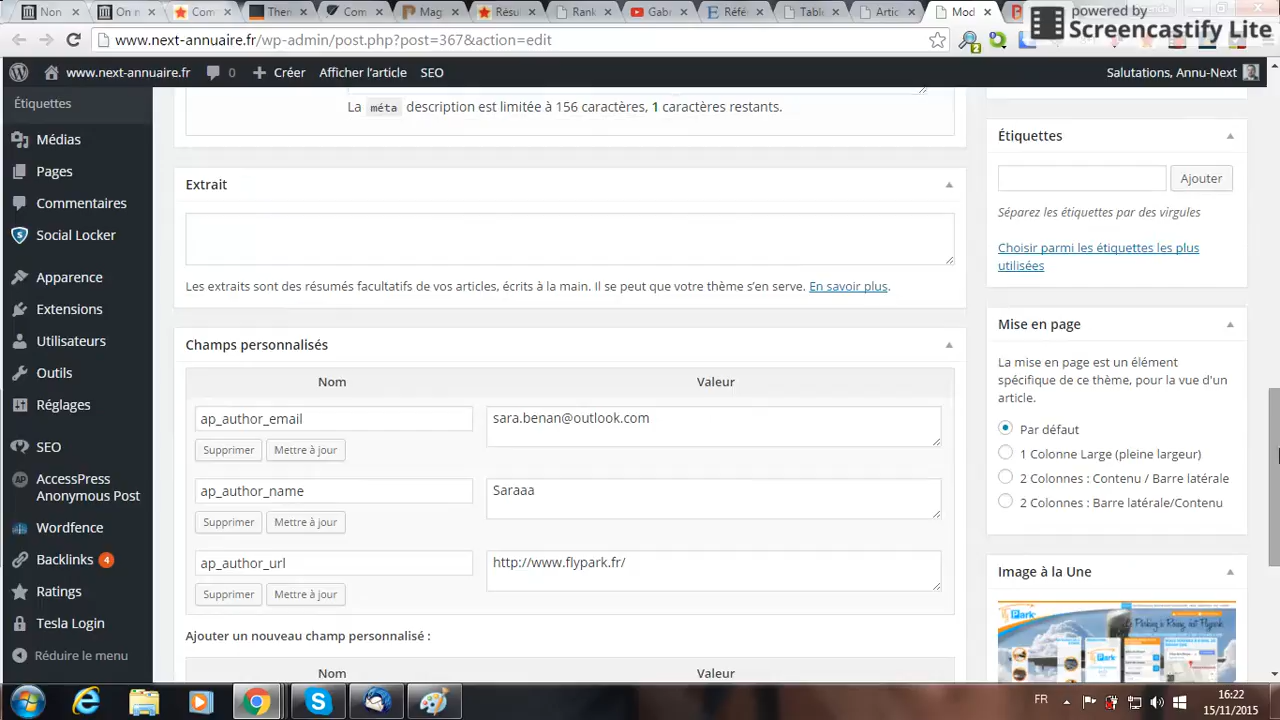 Non
On n
Com
Them
Com
Mag
Résu
Rank
Gabr
Référ
Table
Artic
Mod
powered by
Screencastify Lite
www.next-annuaire.fr/wp-admin/post.php?post=3678&action=e
2
www.next-annuaire.fr
0
Créer
Afficher l'article
SEO
Salutations, Annu-Next
Étiquettes
Médias
Pages
Commentaires
Social Locker
Apparence
Extensions
Utilisateurs
Outils
Réglages
SEO
AccessPress
Anonymous Post
Wordfence
Backlinks 4
Ratings
Tesla Login
Réduire le menu
La méta description est limitée à 156 caractères, 1 caractères restants.
Extrait
Les extraits sont des résumés facultatifs de vos articles, écrits à la main. Il se peut que votre thème s'en serve. En savoir plus.
Champs personnalisés
Nom
Valeur
ap_author_email
sara.benan@outlook.com
Supprimer
Mettre à jour
ap_author_name
Saraaa
Supprimer
Mettre à jour
ap_author_url
http://www.flypark.fr/
Supprimer
Mettre à jour
Ajouter un nouveau champ personnalisé :
Nom
Valeur
Étiquettes
Ajouter
Séparez les étiquettes par des virgules
Choisir parmi les étiquettes les plus
utilisées
Mise en page
La mise en page est un élément
spécifique de ce thème, pour la vue d'un
article.
Par défaut
1 Colonne Large (pleine largeur)
2 Colonnes : Contenu / Barre latérale
2 Colonnes : Barre latérale/Contenu
Image à la Une
Park
FR
16:22
15/11/2015